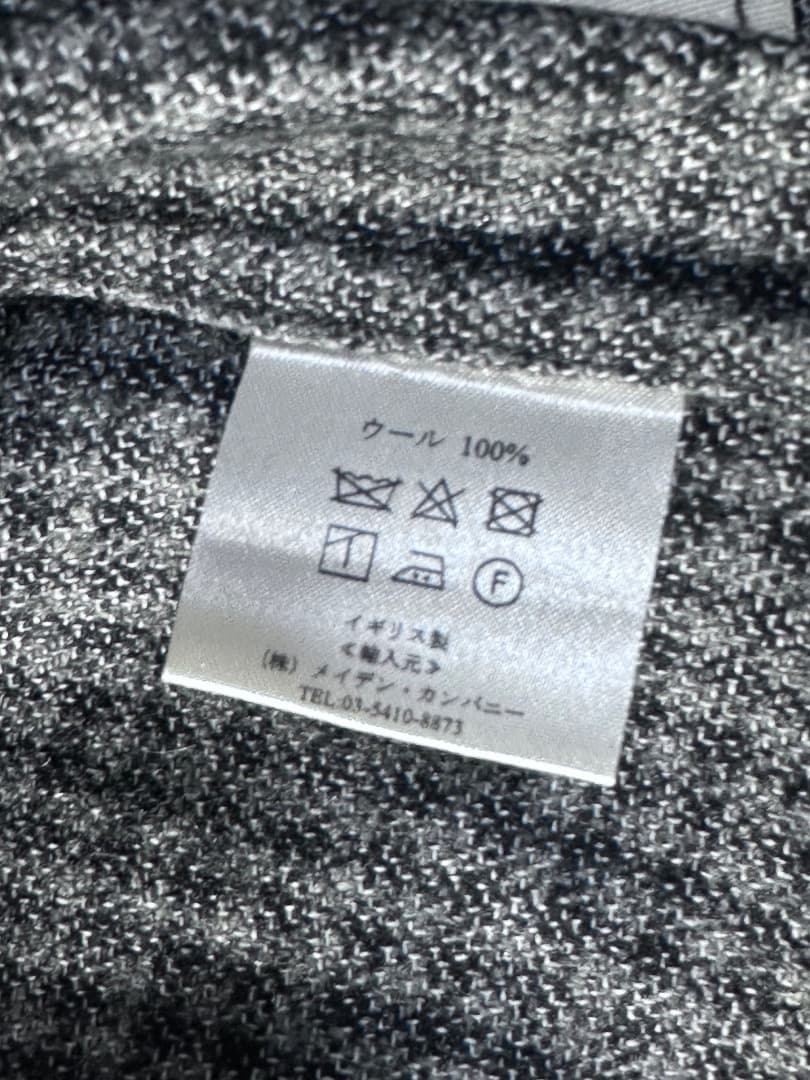 ウール 100%
F
イギリス製
≪輸入元≫
(株) メイデン・カンパニー
TEL 03-5410-8873